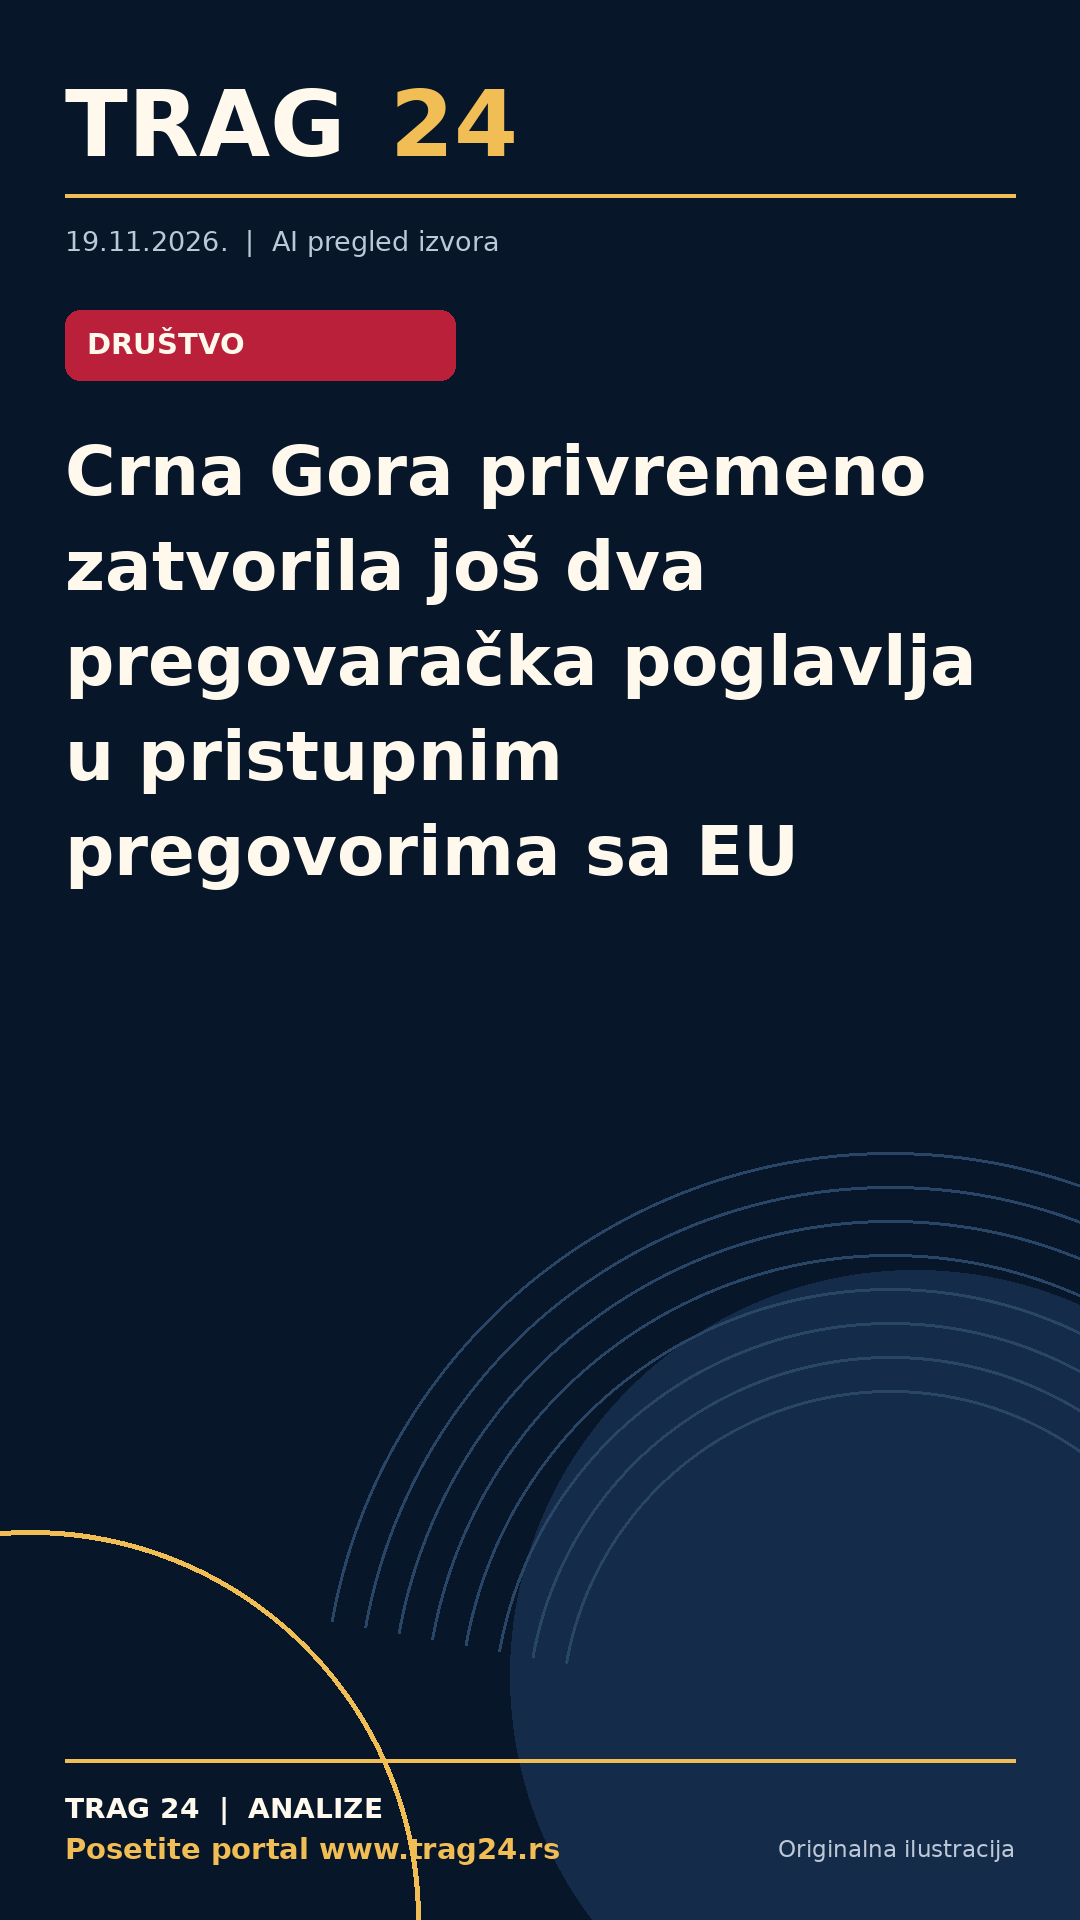 TRAG 24
19.11.2026. | AI pregled izvora
DRUŠTVO
Crna Gora privremeno
zatvorila još dva
pregovaračka poglavlja
u pristupnim
pregovorima sa EU
TRAG 24 | ANALIZE
Posetite portal www.trag24.rs
Originalna ilustracija